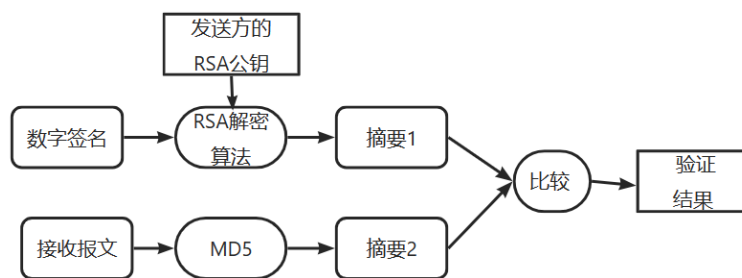 发送方的
RSA公钥
数字签名
RSA解密
算法
摘要1
比较
验证
结果
接收报文
MD5
摘要2